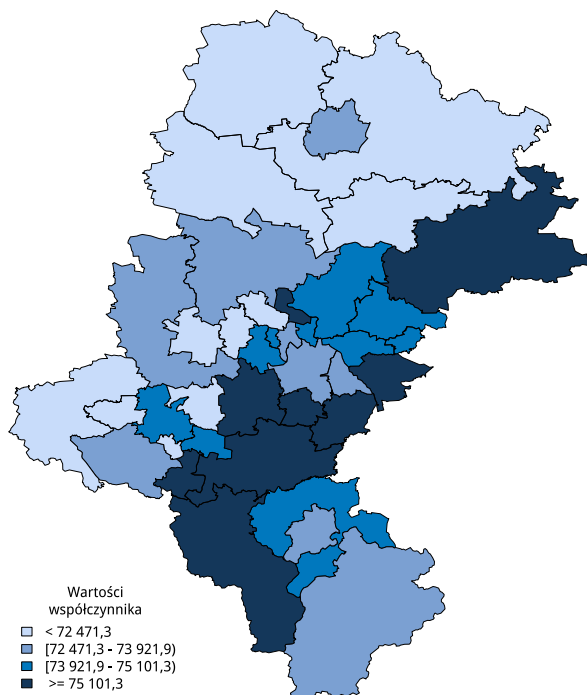 Wartości
współczynnika
< 72 471,3
[72 471,3 - 73 921,9)
[73 921,9 - 75 101,3)
>= 75 101,3